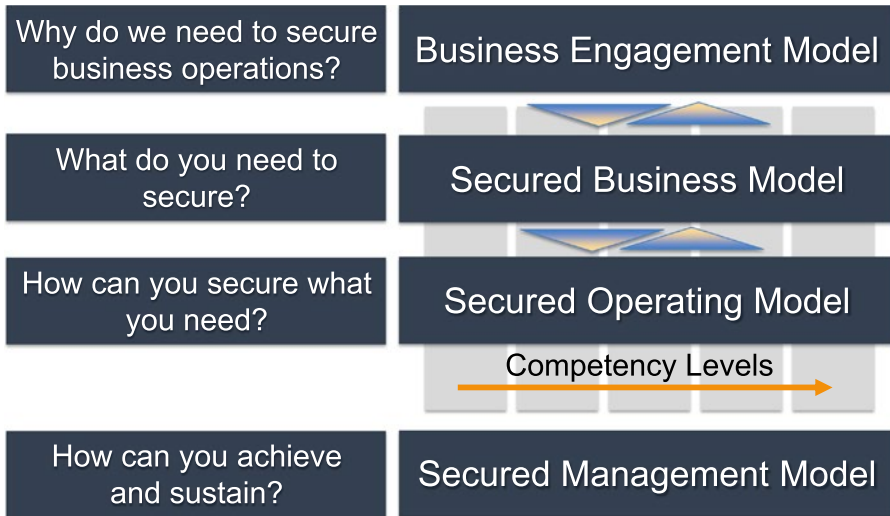 Why do we need to secure
business operations?
Business Engagement Model
What do you need to
secure?
Secured Business Model
How can you secure what
you need?
Secured Operating Model
Competency Levels
How can you achieve
and sustain?
Secured Management Model